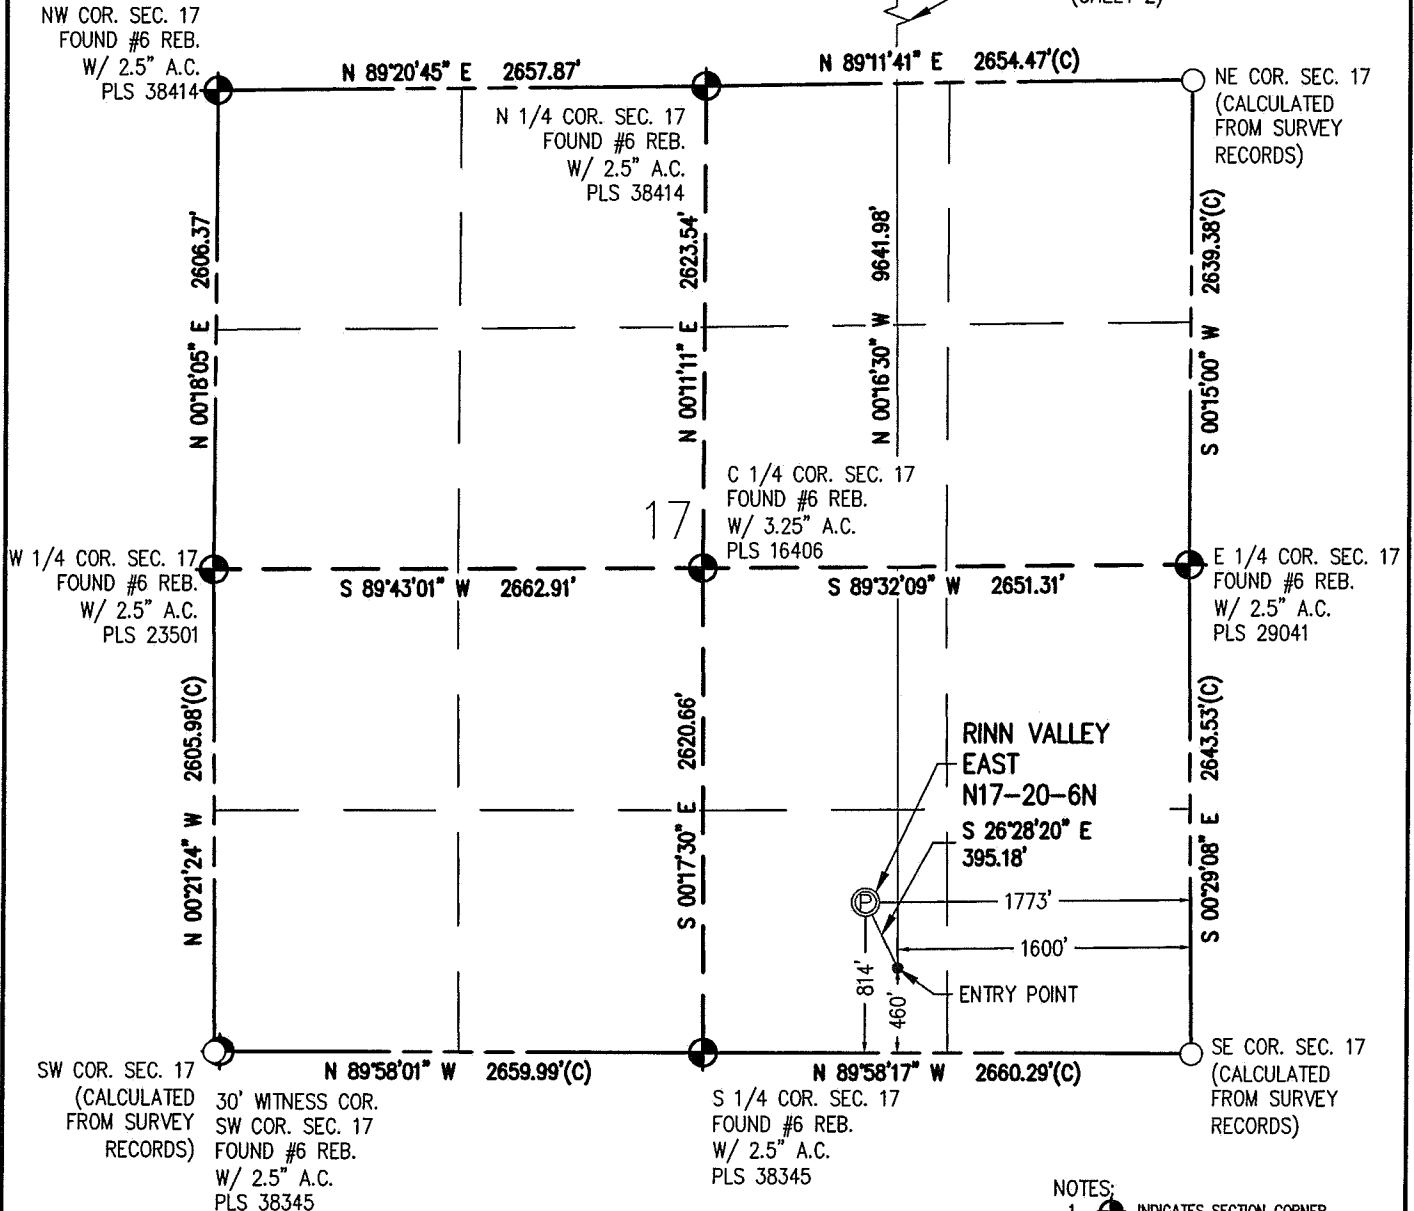 (SHEET 2)
NW COR. SEC. 17
FOUND #6 REB.
W/ 2.5" A.C.
PLS 38414
N 89°20'45" E 2657.87'
N 89°11'41" E 2654.47'(C)
NE COR. SEC. 17
(CALCULATED
FROM SURVEY
RECORDS)
N 1/4 COR. SEC. 17
FOUND #6 REB.
W/ 2.5" A.C.
PLS 38414
N 00°18'05" E 2606.37'
N 00°11'11" E 2623.54'
N 00°16'30" W 9641.98'
S 00°15'00" W 2639.38'(C)
C 1/4 COR. SEC. 17
FOUND #6 REB.
W/ 3.25" A.C.
PLS 16406
17
W 1/4 COR. SEC. 17
FOUND #6 REB.
W/ 2.5" A.C.
PLS 23501
S 89°43'01" W 2662.91'
S 89°32'09" W 2651.31'
E 1/4 COR. SEC. 17
FOUND #6 REB.
W/ 2.5" A.C.
PLS 29041
N 00°21'24" W 2605.98'(C)
S 00°17'30" E 2620.66'
S 00°29'08" E 2643.53'(C)
RINN VALLEY
EAST
N17-20-6N
S 26°28'20" E
395.18'
P
1773'
1600'
814'
460'
ENTRY POINT
SW COR. SEC. 17
(CALCULATED
FROM SURVEY
RECORDS)
30' WITNESS COR.
SW COR. SEC. 17
FOUND #6 REB.
W/ 2.5" A.C.
PLS 38345
N 89°58'01" W 2659.99'(C)
N 89°58'17" W 2660.29'(C)
S 1/4 COR. SEC. 17
FOUND #6 REB.
W/ 2.5" A.C.
PLS 38345
SE COR. SEC. 17
(CALCULATED
FROM SURVEY
RECORDS)
NOTES:
1. INDICATES SECTION CORNER